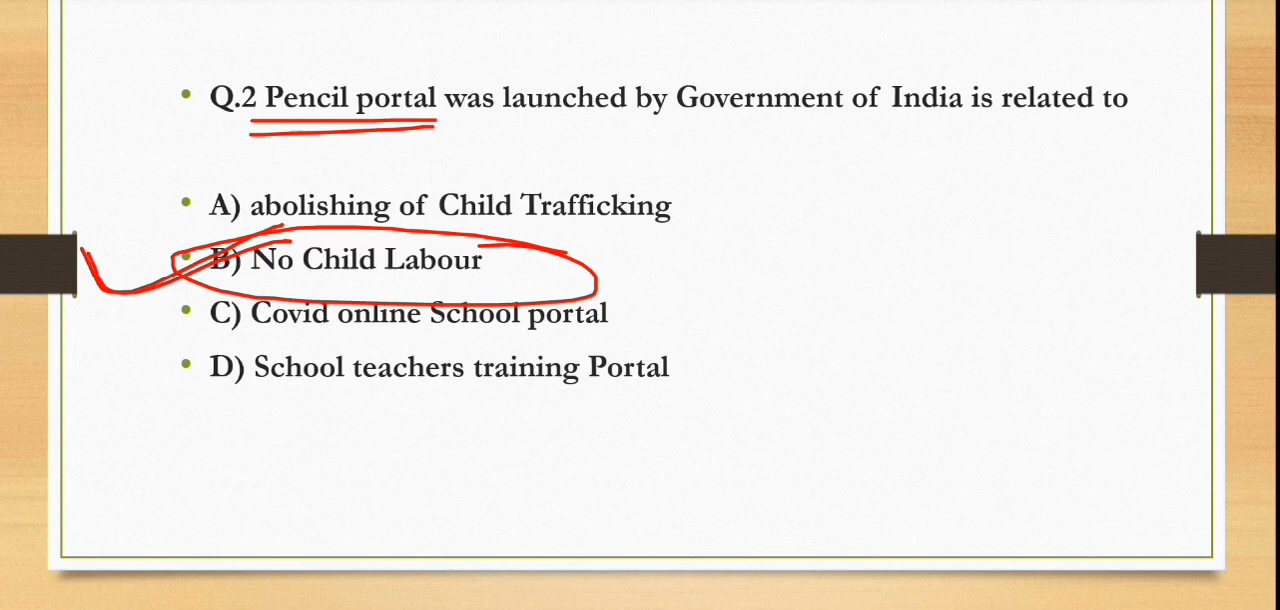 Q.2 Pencil portal was launched by Government of India is related to
A) abolishing of Child Trafficking
B) No Child Labour
C) Covid online School portal
D) School teachers training Portal